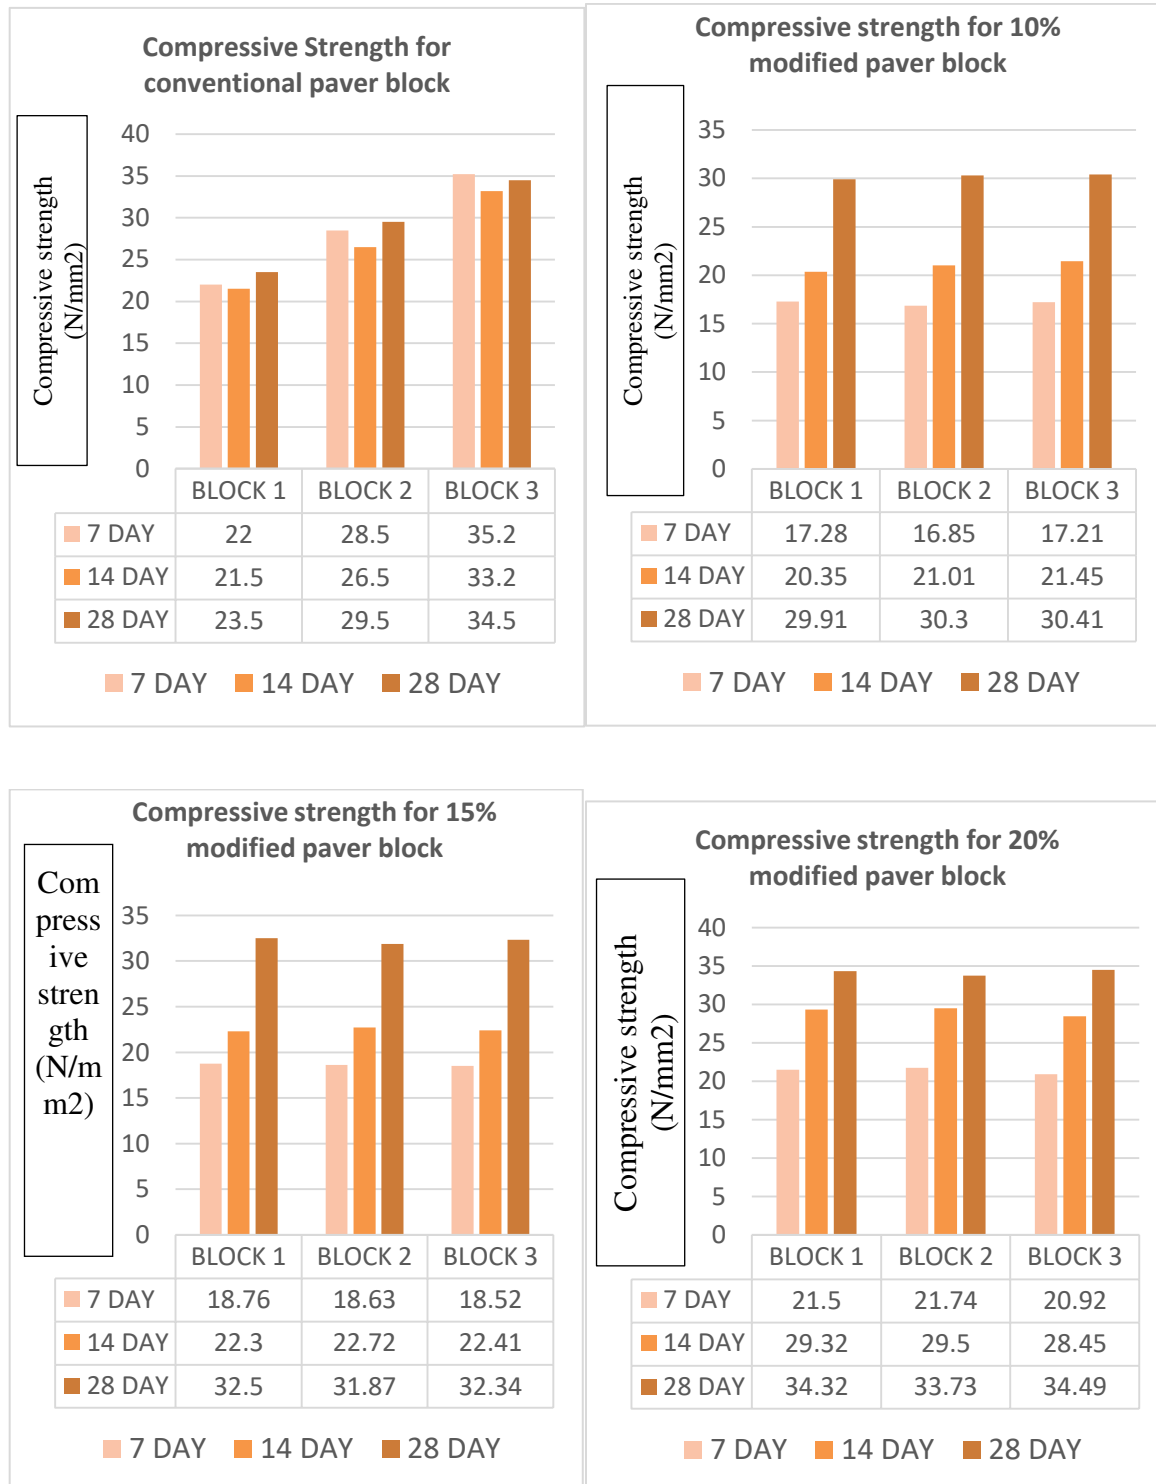 Compressive Strength for
conventional paver block
Compressive strength
(N/mm2)
40
35
30
25
20
15
10
5
0
BLOCK 1 BLOCK 2 BLOCK 3
7 DAY 22 28.5 35.2
14 DAY 21.5 26.5 33.2
28 DAY 23.5 29.5 34.5
7 DAY 14 DAY 28 DAY
Compressive strength for 10%
modified paver block
Compressive strength
(N/mm2)
35
30
25
20
15
10
5
0
BLOCK 1 BLOCK 2 BLOCK 3
7 DAY 17.28 16.85 17.21
14 DAY 20.35 21.01 21.45
28 DAY 29.91 30.3 30.41
7 DAY 14 DAY 28 DAY
Compressive strength for 15%
modified paver block
Com
press
ive
stren
gth
(N/m
m2)
35
30
25
20
15
10
5
0
BLOCK 1 BLOCK 2 BLOCK 3
7 DAY 18.76 18.63 18.52
14 DAY 22.3 22.72 22.41
28 DAY 32.5 31.87 32.34
7 DAY 14 DAY 28 DAY
Compressive strength for 20%
modified paver block
Compressive strength
(N/mm2)
40
35
30
25
20
15
10
5
0
BLOCK 1 BLOCK 2 BLOCK 3
7 DAY 21.5 21.74 20.92
14 DAY 29.32 29.5 28.45
28 DAY 34.32 33.73 34.49
7 DAY 14 DAY 28 DAY